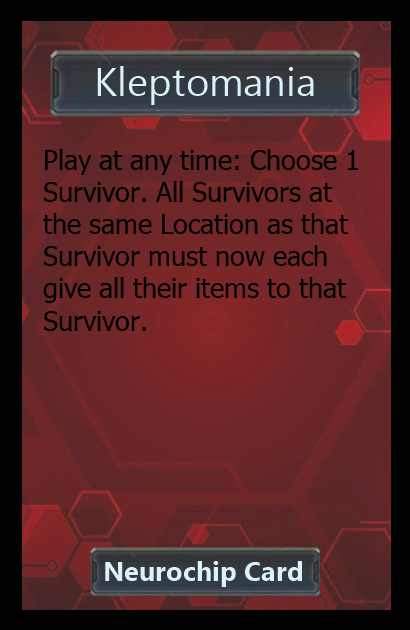 Kleptomania
Play at any time: Choose 1
Survivor. All Survivors at
the same Location as that
Survivor must now each
give all their items to that
Survivor.
Neurochip Card